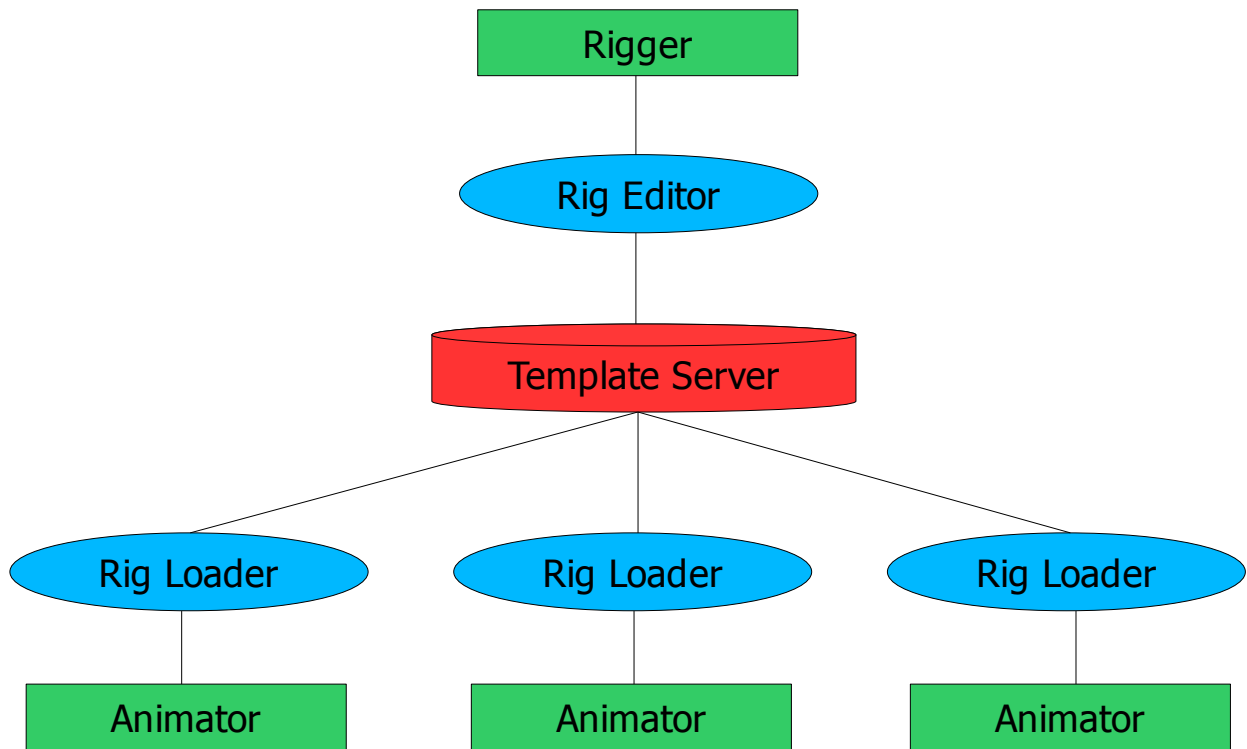 Rigger
Rig Editor
Template Server
Rig Loader
Rig Loader
Rig Loader
Animator
Animator
Animator